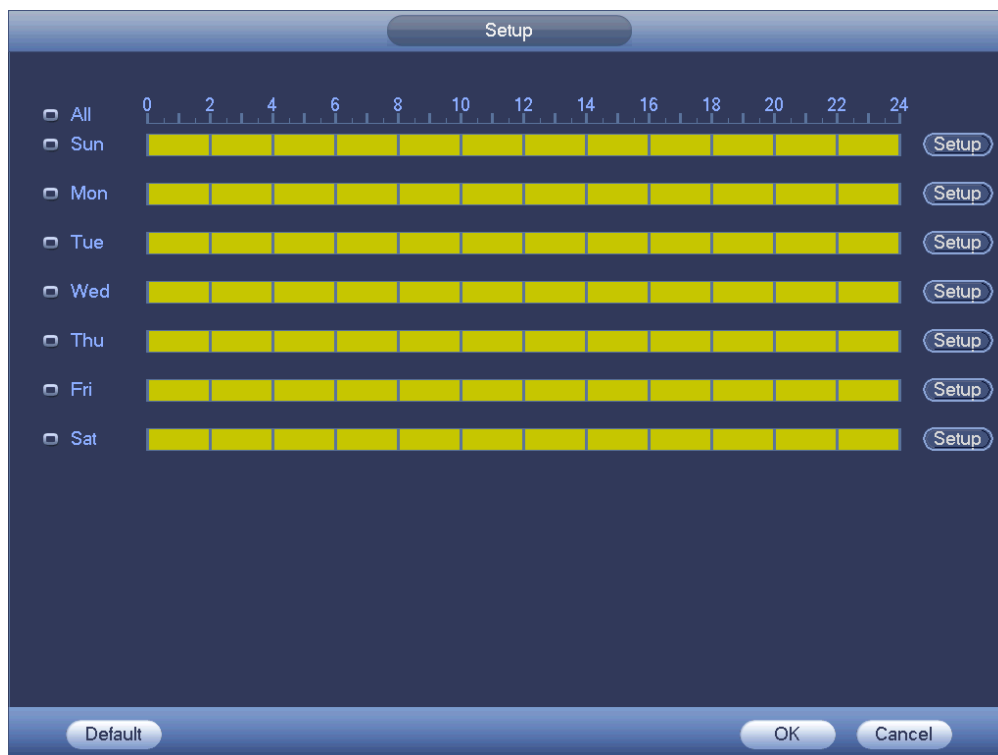 Setup
All 0 2 4 6 8 10 12 14 16 18 20 22 24
Sun Setup
Mon Setup
Tue Setup
Wed Setup
Thu Setup
Fri Setup
Sat Setup
Default OK Cancel